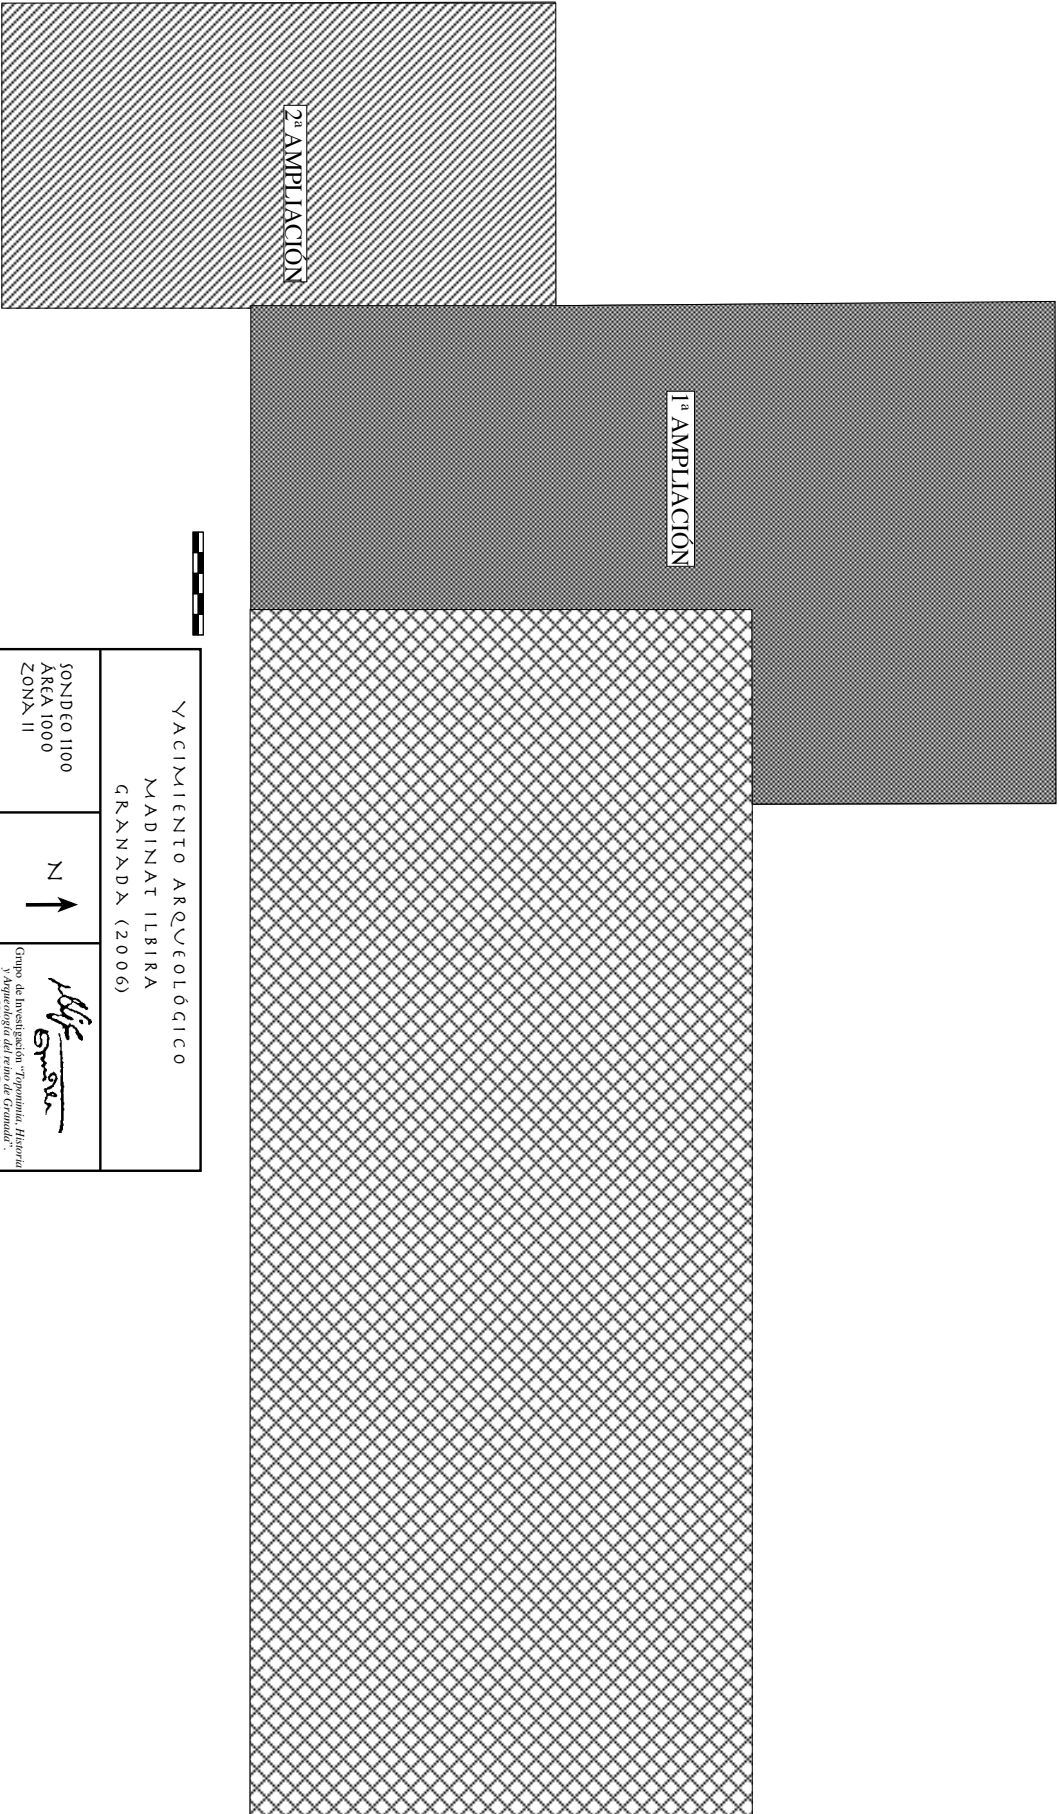 2ª AMPLIACIÓN
1ª AMPLIACIÓN
YACIMIENTO ARQUEOLÓGICO
MADINAT ILBIRA
GRANADA (2006)
SONDEO 1100
ÁREA 1000
ZONA II
N
Grupo de Investigación "Toponimia, Historia
y Arqueología del reino de Granada".